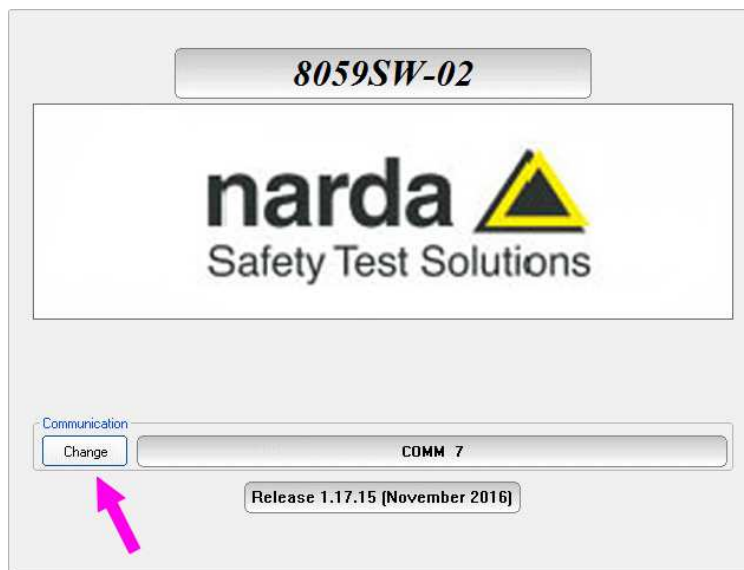 8059SW-02
narda
Safety Test Solutions
Communication
Change
COMM 7
Release 1.17.15 (November 2016)